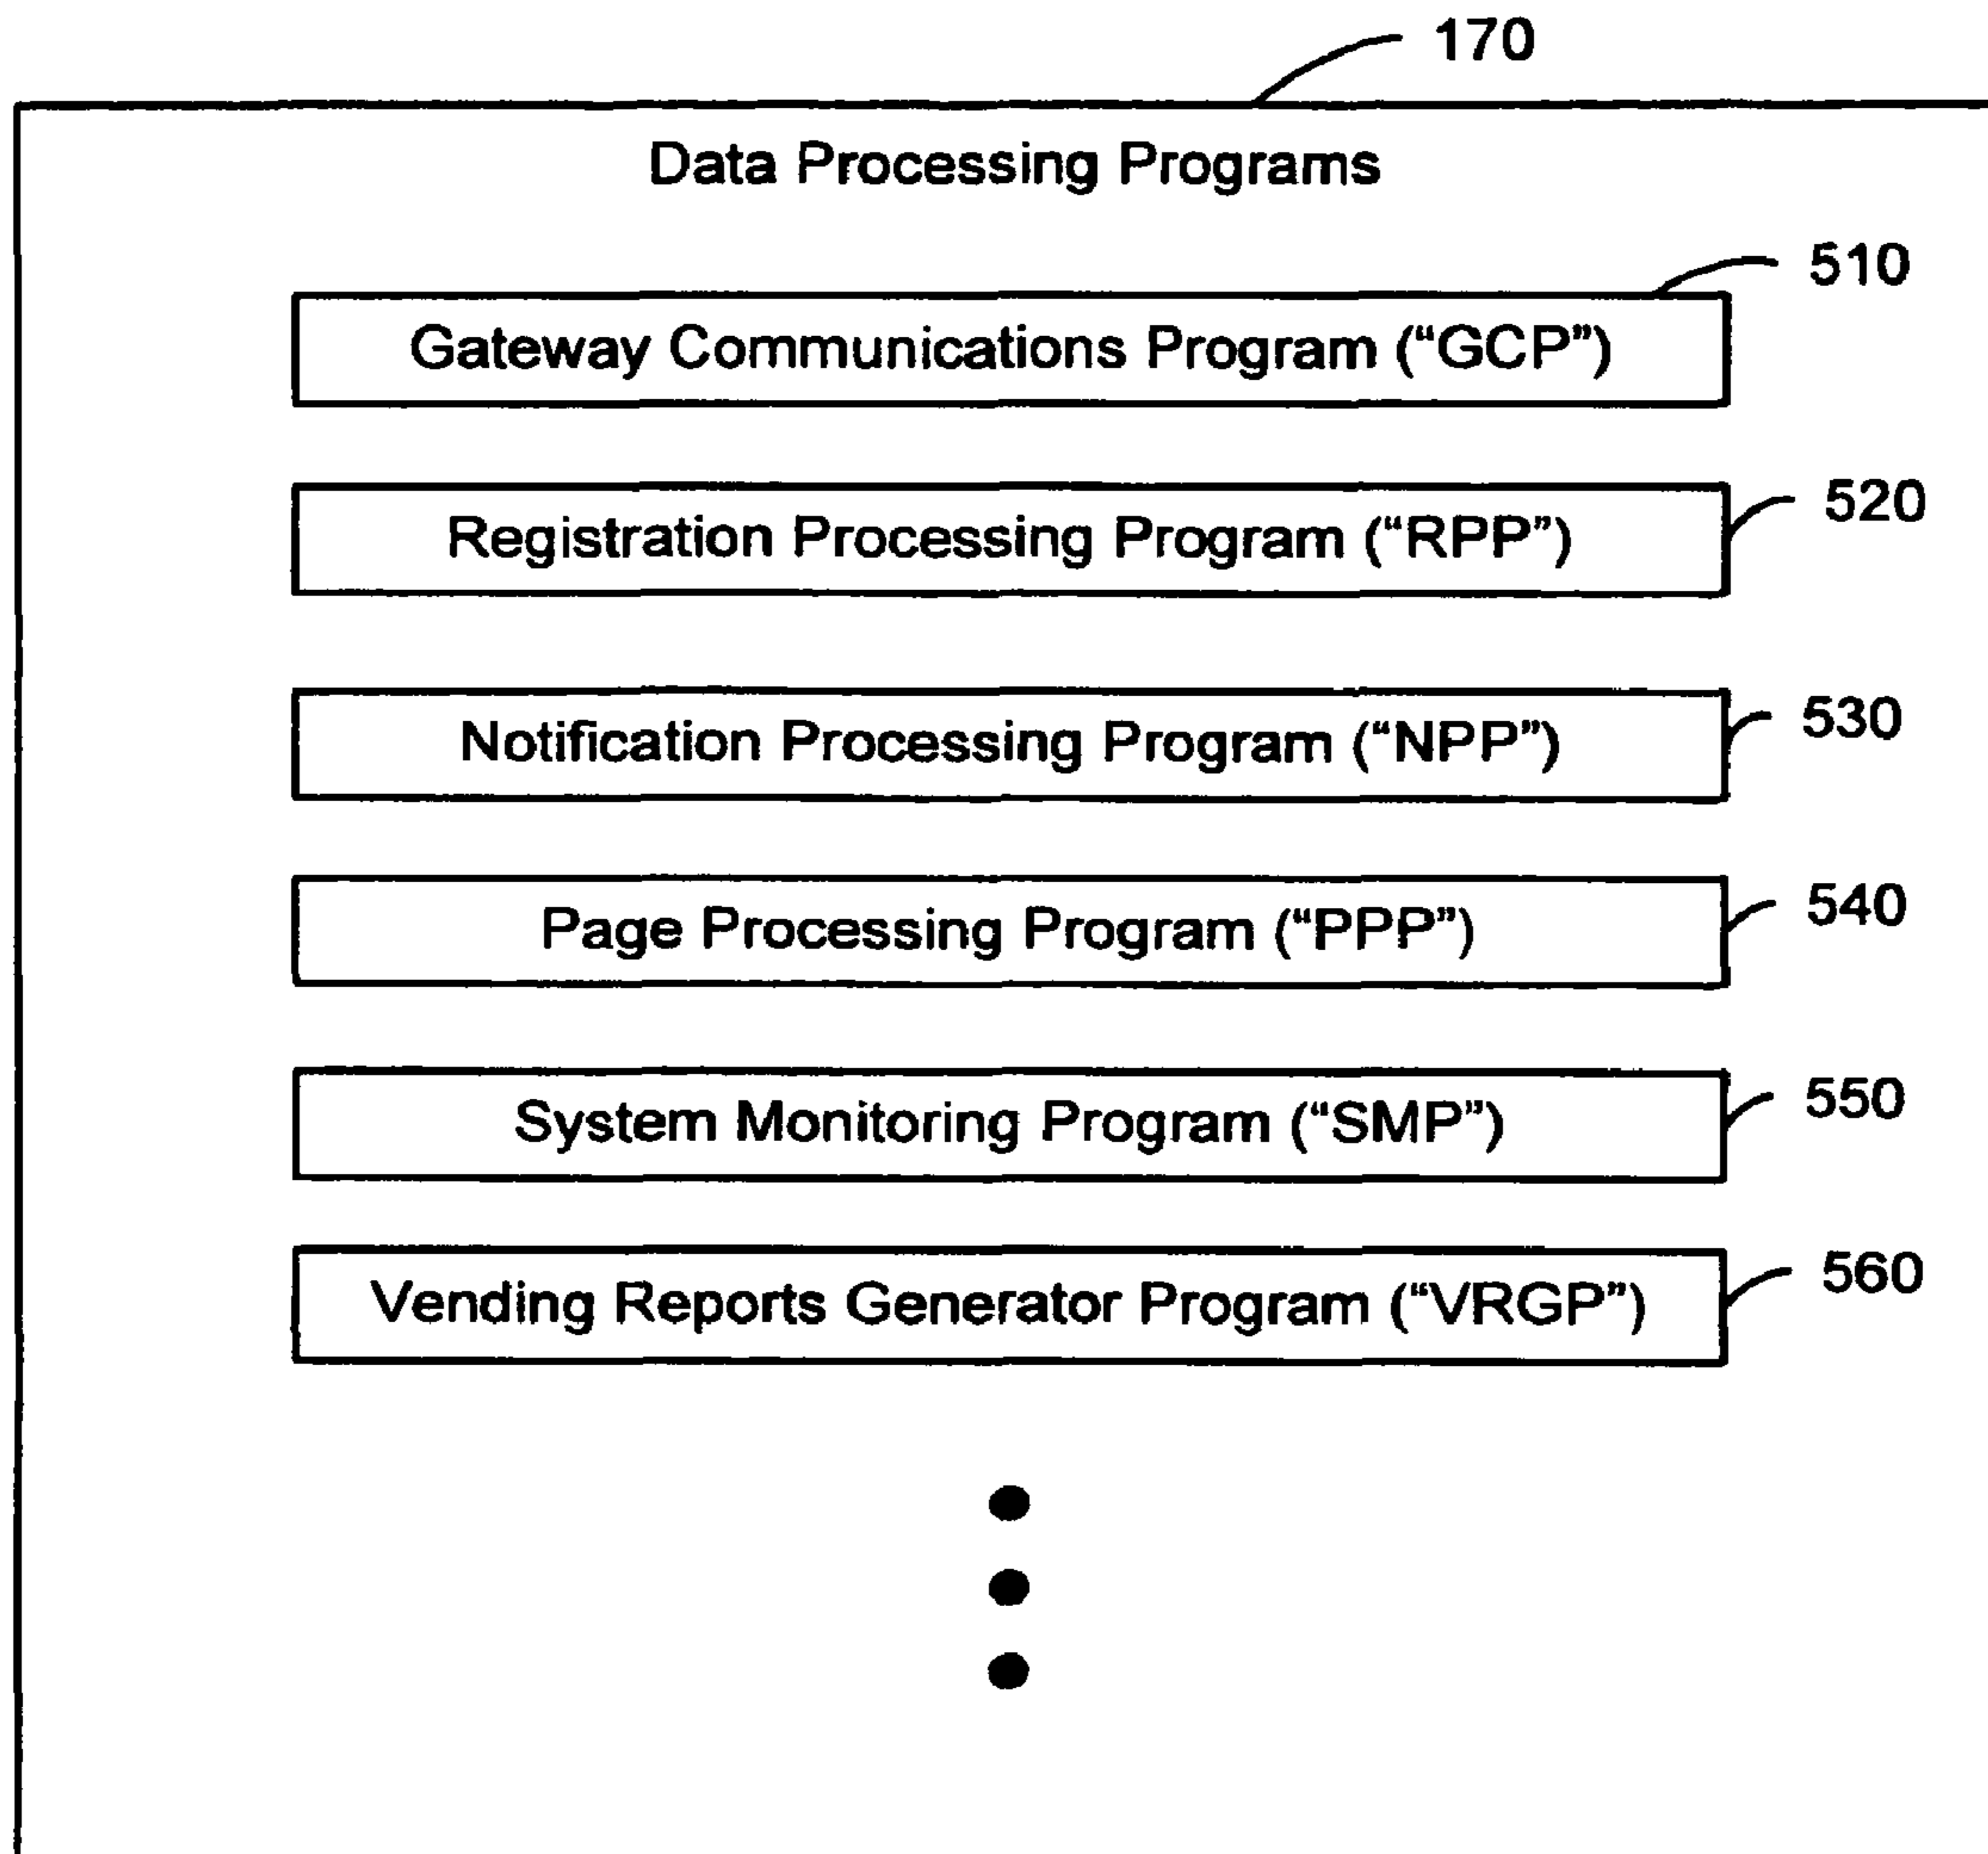 170
Data Processing Programs
510
Gateway Communications Program (“GCP”)
520
Registration Processing Program (“RPP”)
530
Notification Processing Program (“NPP”)
540
Page Processing Program (“PPP”)
550
System Monitoring Program (“SMP”)
560
Vending Reports Generator Program (“VRGP”)